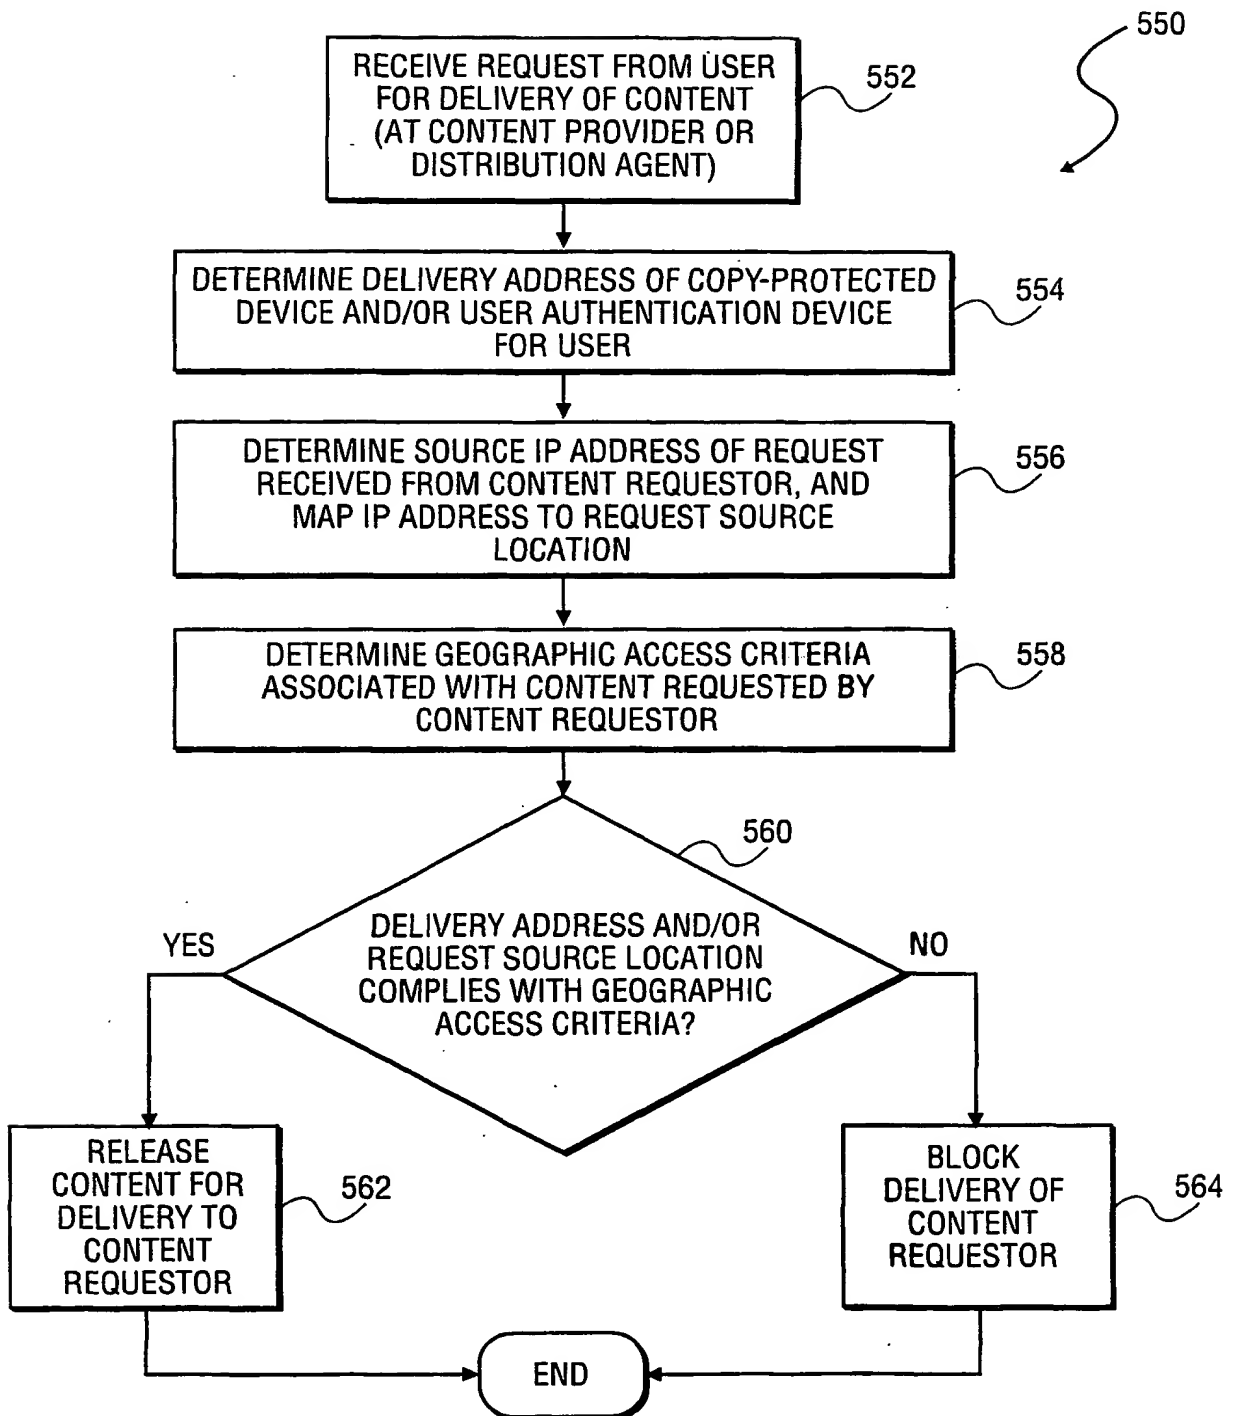 550
RECEIVE REQUEST FROM USER
FOR DELIVERY OF CONTENT
(AT CONTENT PROVIDER OR
DISTRIBUTION AGENT)
552
DETERMINE DELIVERY ADDRESS OF COPY-PROTECTED
DEVICE AND/OR USER AUTHENTICATION DEVICE
FOR USER
554
DETERMINE SOURCE IP ADDRESS OF REQUEST
RECEIVED FROM CONTENT REQUESTOR, AND
MAP IP ADDRESS TO REQUEST SOURCE
LOCATION
556
DETERMINE GEOGRAPHIC ACCESS CRITERIA
ASSOCIATED WITH CONTENT REQUESTED BY
CONTENT REQUESTOR
558
560
DELIVERY ADDRESS AND/OR
REQUEST SOURCE LOCATION
COMPLIES WITH GEOGRAPHIC
ACCESS CRITERIA?
YES
NO
RELEASE
CONTENT FOR
DELIVERY TO
CONTENT
REQUESTOR
562
BLOCK
DELIVERY OF
CONTENT
REQUESTOR
564
END